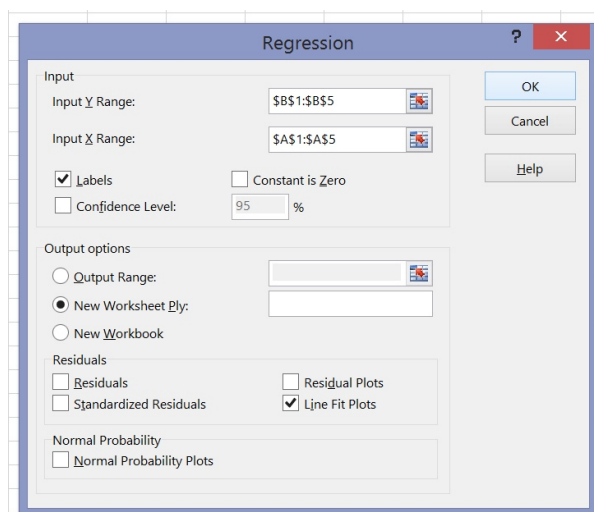 Regression
?
Input
Input Y Range:
$B$1:$B$5
Input X Range:
$A$1:$A$5
Labels
Constant is Zero
Confidence Level:
95
%
OK
Cancel
Help
Output options
Output Range:
New Worksheet Ply:
New Workbook
Residuals
Residuals
Residual Plots
Standardized Residuals
Line Fit Plots
Normal Probability
Normal Probability Plots